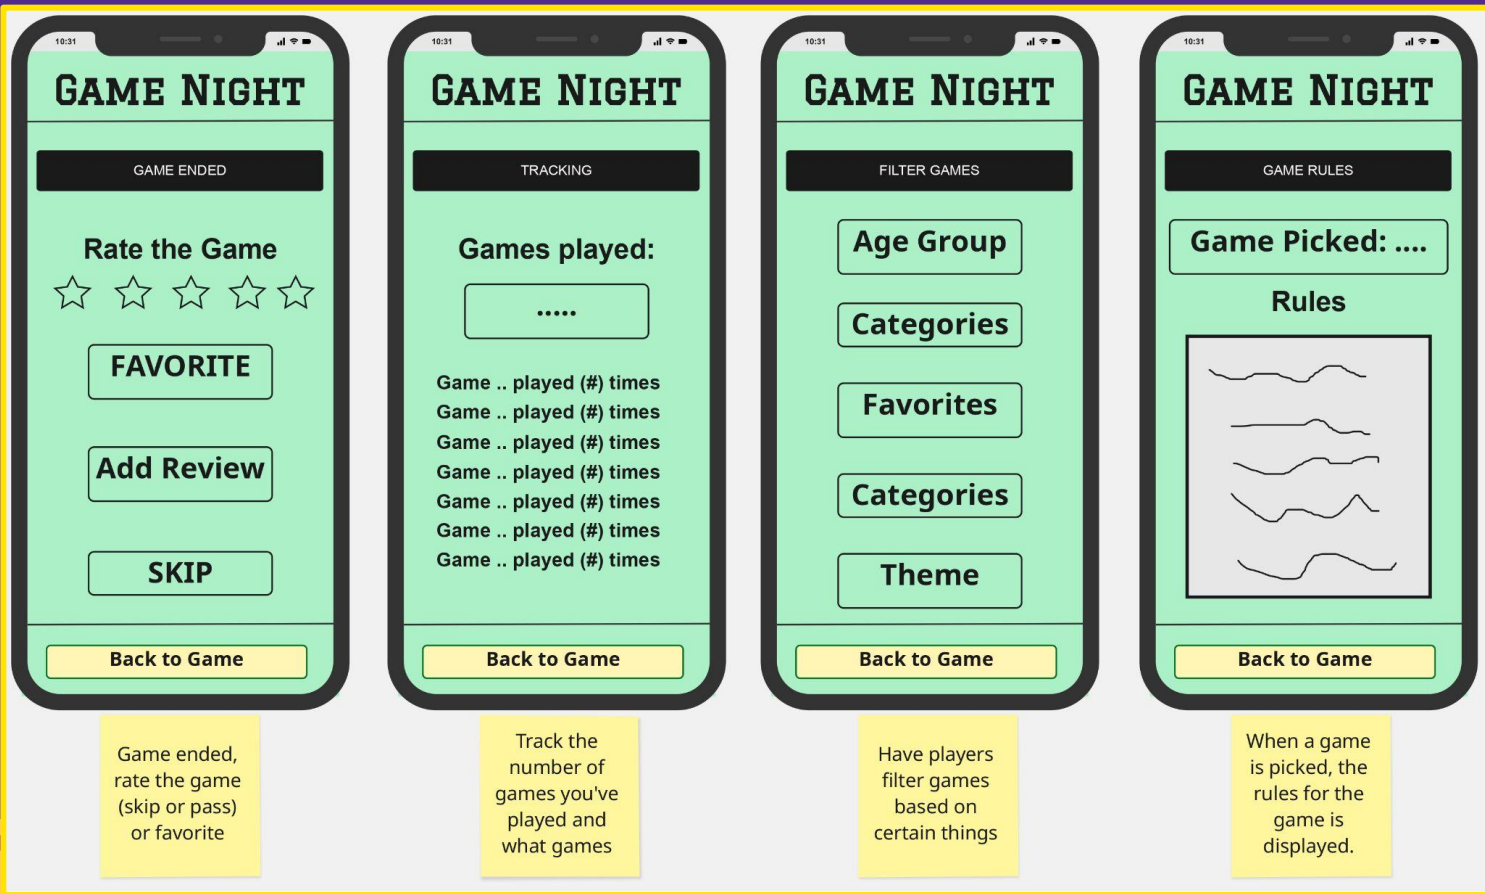 10:31
GAME NIGHT
GAME ENDED
Rate the Game
FAVORITE
Add Review
SKIP
Back to Game
Game ended,
rate the game
(skip or pass)
or favorite
10:31
GAME NIGHT
TRACKING
Games played:
.....
Game .. played (#) times
Game .. played (#) times
Game .. played (#) times
Game .. played (#) times
Game .. played (#) times
Game .. played (#) times
Game .. played (#) times
Back to Game
Track the
number of
games you've
played and
what games
10:31
GAME NIGHT
FILTER GAMES
Age Group
Categories
Favorites
Categories
Theme
Back to Game
Have players
filter games
based on
certain things
10:31
GAME NIGHT
GAME RULES
Game Picked: ....
Rules
Back to Game
When a game
is picked, the
rules for the
game is
displayed.